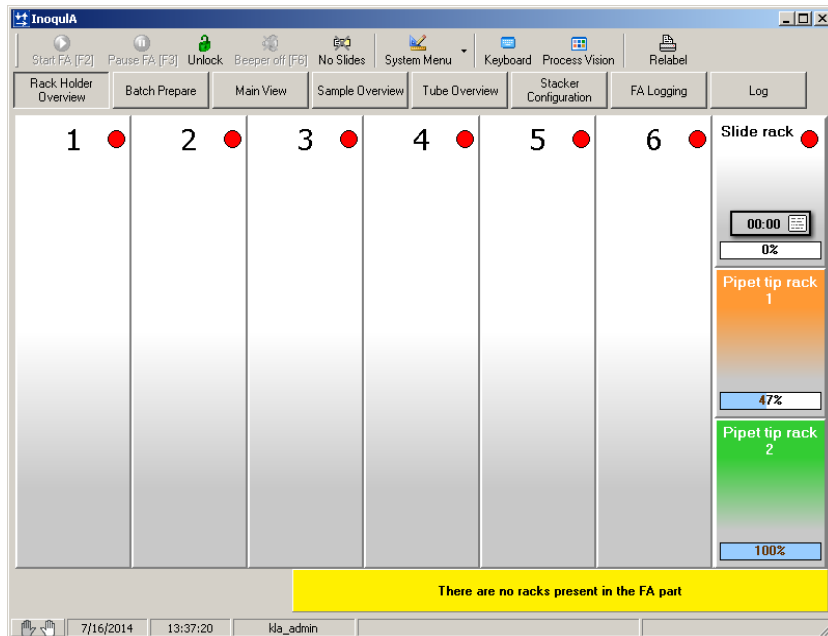 InoqulA
Start FA [F2] Pause FA [F3] Unlock Beeper off [F6] No Slides System Menu Keyboard Process Vision Relabel
Rack Holder Overview Batch Prepare Main View Sample Overview Tube Overview Stacker Configuration FA Logging Log
1 2 3 4 5 6 Slide rack
00:00
0%
Pipet tip rack
1
47%
Pipet tip rack
2
100%
There are no racks present in the FA part
7/16/2014 13:37:20 kla_admin